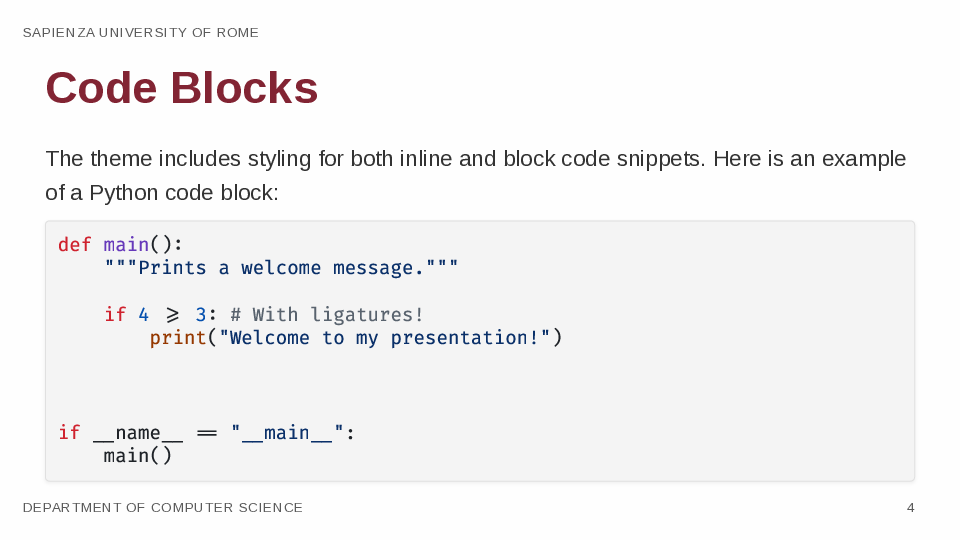 SAPIENZA UNIVERSITY OF ROME
Code Blocks
The theme includes styling for both inline and block code snippets. Here is an example
of a Python code block:
def main():
    """Prints a welcome message."""
    if 4 >= 3: # With ligatures!
        print("Welcome to my presentation!")
if __name__ == "__main__":
    main()
DEPARTMENT OF COMPUTER SCIENCE
4